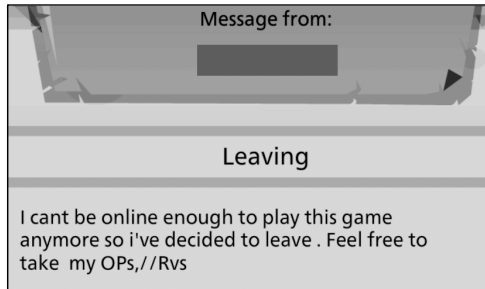 Message from:
Leaving
I cant be online enough to play this game
anymore so i've decided to leave . Feel free to
take  my OPs,//Rvs